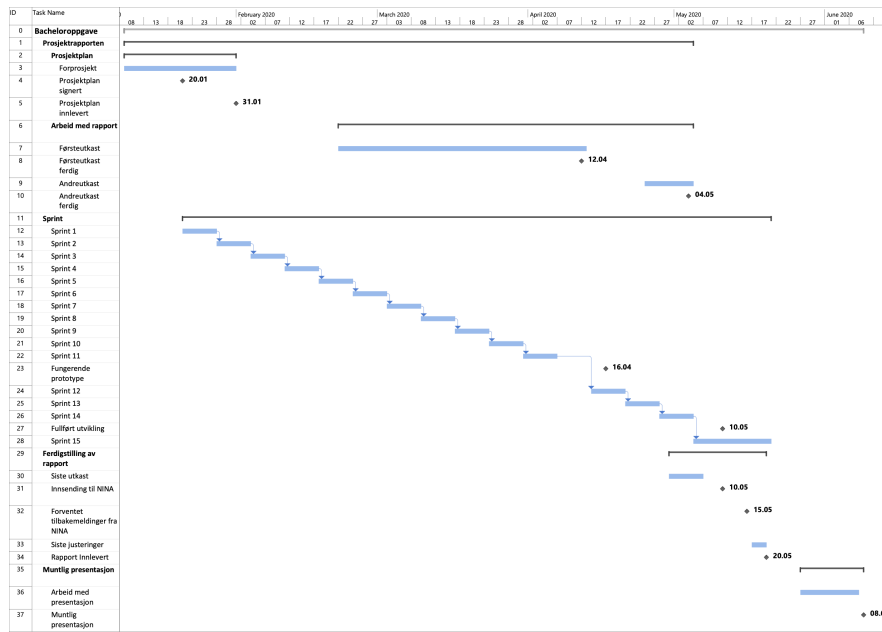 ID Task Name ) February 2020 March 2020 April 2020 May 2020 June 2020
08 13 18 23 28 02 07 12 17 22 27 03 08 13 18 23 28 02 07 12 17 22 27 02 07 12 17 22 27 01 06
0 Bacheloroppgave
1 Prosjektrapporten
2 Prosjektplan
3 Forprosjekt
4 Prosjektplan 20.01
signert
5 Prosjektplan 31.01
innlevert
6 Arbeid med rapport
7 Førsteutkast
8 Førsteutkast 12.04
ferdig
9 Andreutkast
10 Andreutkast 04.05
ferdig
11 Sprint
12 Sprint 1
13 Sprint 2
14 Sprint 3
15 Sprint 4
16 Sprint 5
17 Sprint 6
18 Sprint 7
19 Sprint 8
20 Sprint 9
21 Sprint 10
22 Sprint 11
23 Fungerende 16.04
prototype
24 Sprint 12
25 Sprint 13
26 Sprint 14
27 Fullført utvikling 10.05
28 Sprint 15
29 Ferdigstilling av
rapport
30 Siste utkast
31 Innsending til NINA 10.05
32 Forventet 15.05
tilbakemeldinger fra
NINA
33 Siste justeringer
34 Rapport Innlevert 20.05
35 Muntlig presentasjon
36 Arbeid med
presentasjon
37 Muntlig 08.
presentasjon